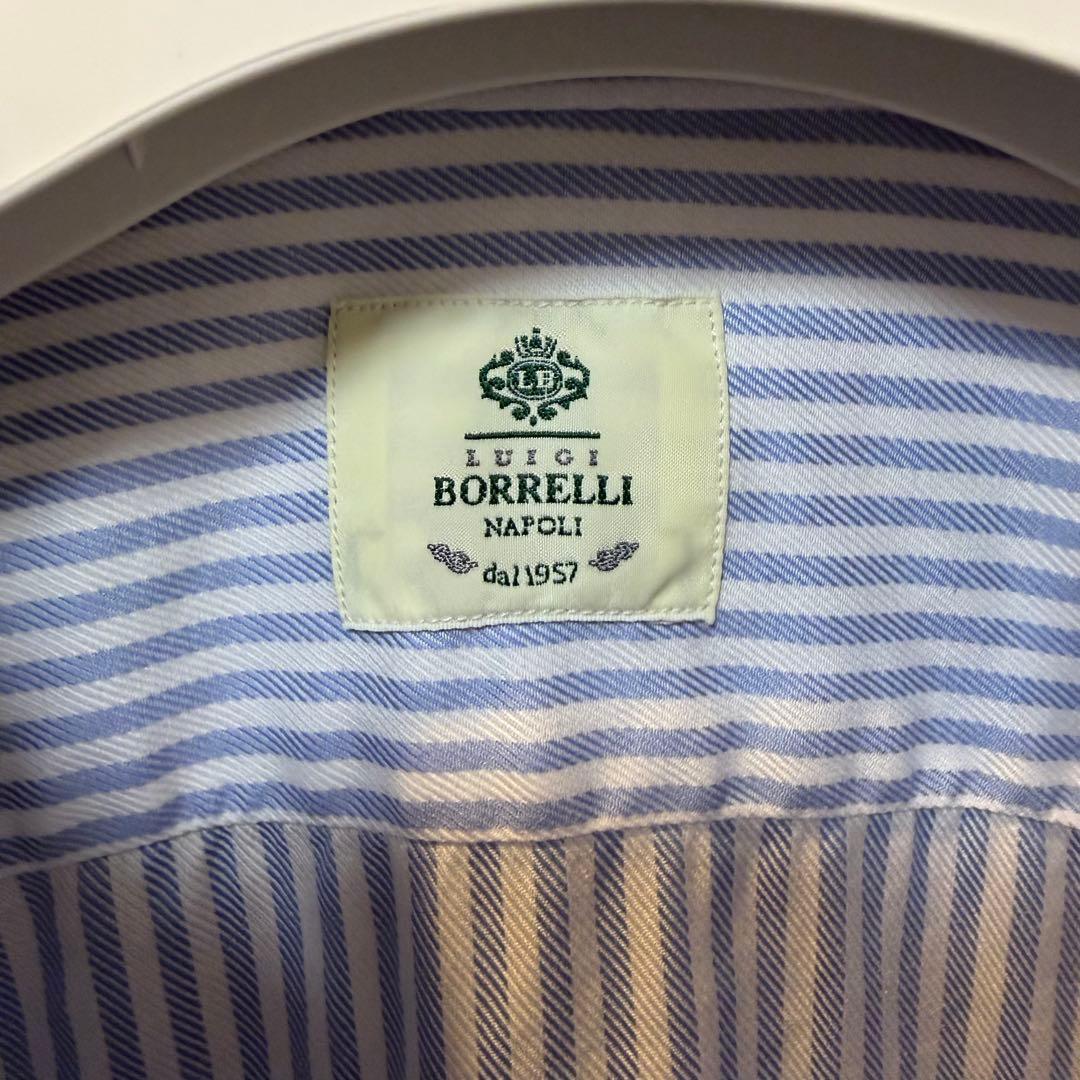 LB
LUIGI
BORRELLI
NAPOLI
dal 1957